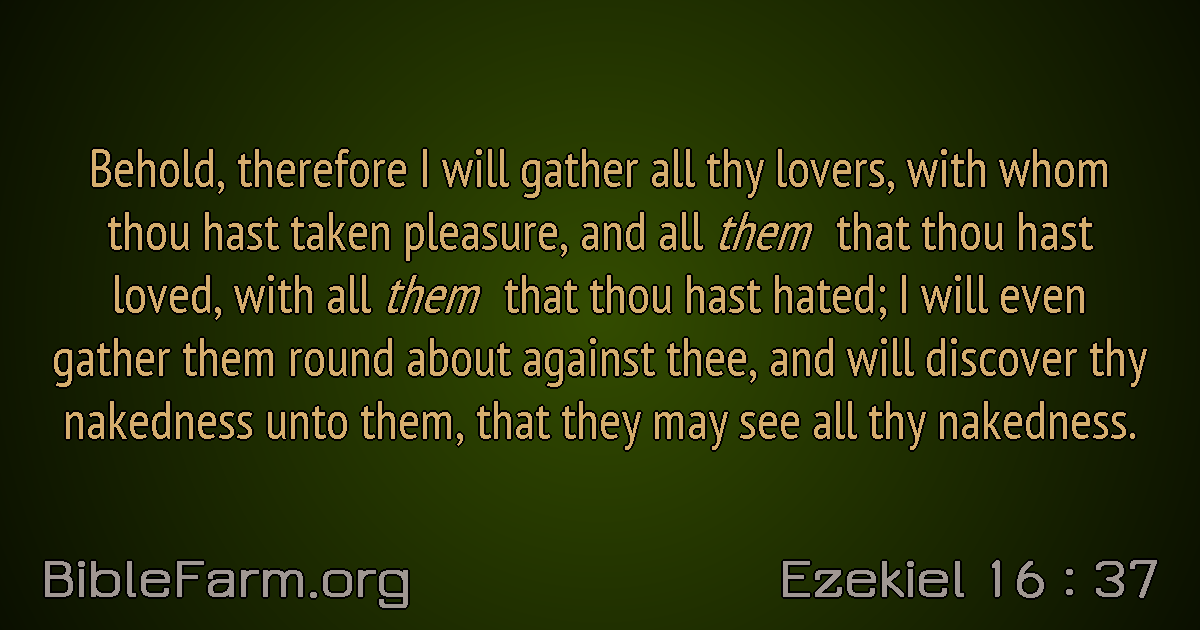 Behold, therefore I will gather all thy lovers, with whom
thou hast taken pleasure, and all them that thou hast
loved, with all them that thou hast hated; I will even
gather them round about against thee, and will discover thy
nakedness unto them, that they may see all thy nakedness.
BibleFarm.org
Ezekiel 16 : 37